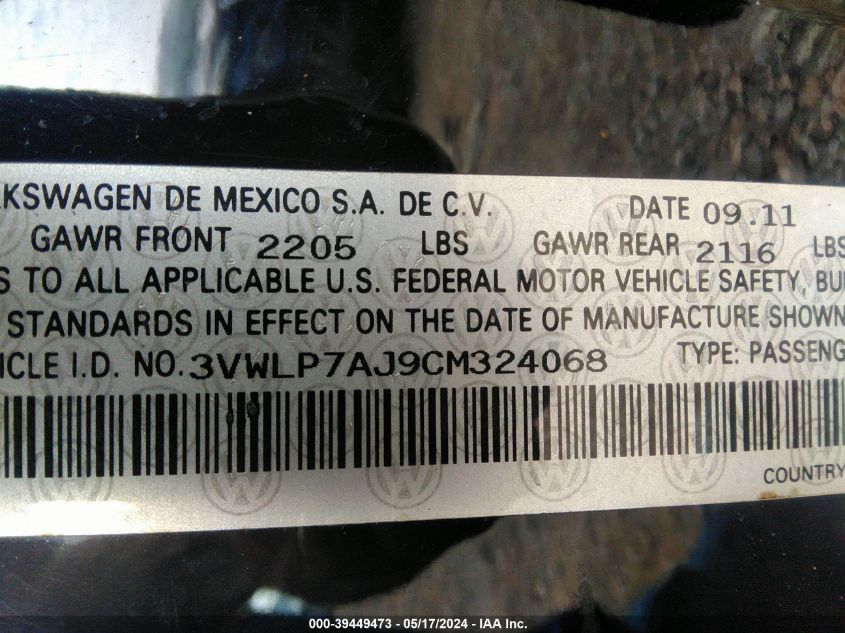 KSWAGEN DE MEXICO S.A. DE C.V. DATE 09.11
GAWR FRONT 2205 LBS GAWR REAR 2116 LBS
S TO ALL APPLICABLE U.S. FEDERAL MOTOR VEHICLE SAFETY, BU
STANDARDS IN EFFECT ON THE DATE OF MANUFACTURE SHOWN
ICLE I.D. NO. 3VWLP7AJ9CM324068 TYPE: PASSENG
COUNTRY
000-39449473 - 05/17/2024 - IAA Inc.